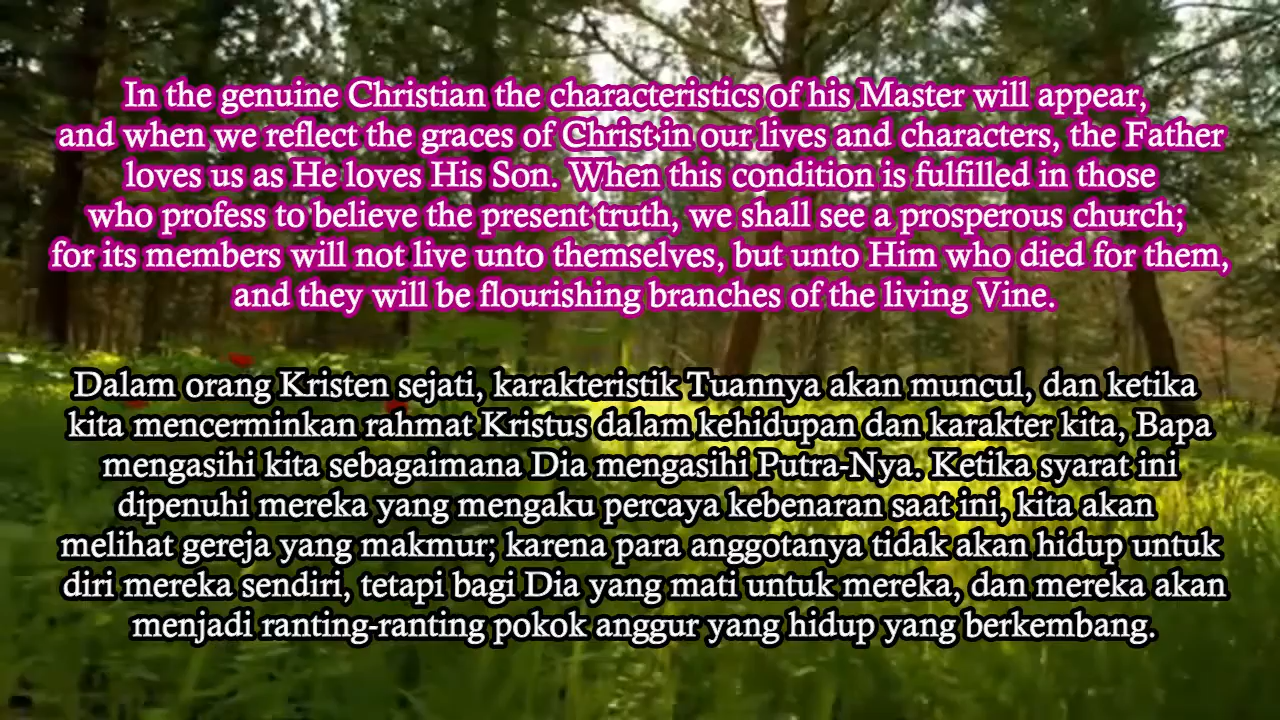 In the genuine Christian the characteristics of his Master will appear,
and when we reflect the graces of Christ in our lives and characters, the Father
loves us as He loves His Son. When this condition is fulfilled in those
who profess to believe the present truth, we shall see a prosperous church;
for its members will not live unto themselves, but unto Him who died for them,
and they will be flourishing branches of the living Vine.
Dalam orang Kristen sejati, karakteristik Tuannya akan muncul, dan ketika
kita mencerminkan rahmat Kristus dalam kehidupan dan karakter kita, Bapa
mengasihi kita sebagaimana Dia mengasihi Putra-Nya. Ketika syarat ini
dipenuhi mereka yang mengaku percaya kebenaran saat ini, kita akan
melihat gereja yang makmur; karena para anggotanya tidak akan hidup untuk
diri mereka sendiri, tetapi bagi Dia yang mati untuk mereka, dan mereka akan
menjadi ranting-ranting pokok anggur yang hidup yang berkembang.